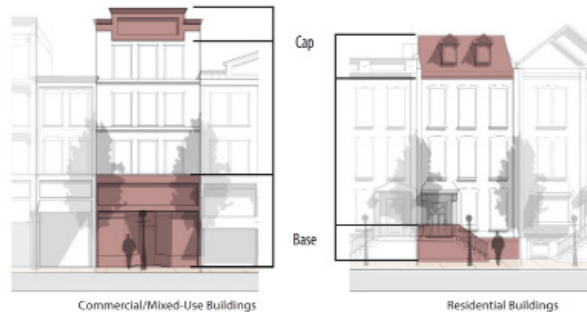 Cap
Base
Commercial/Mixed-Use Buildings
Residential Buildings